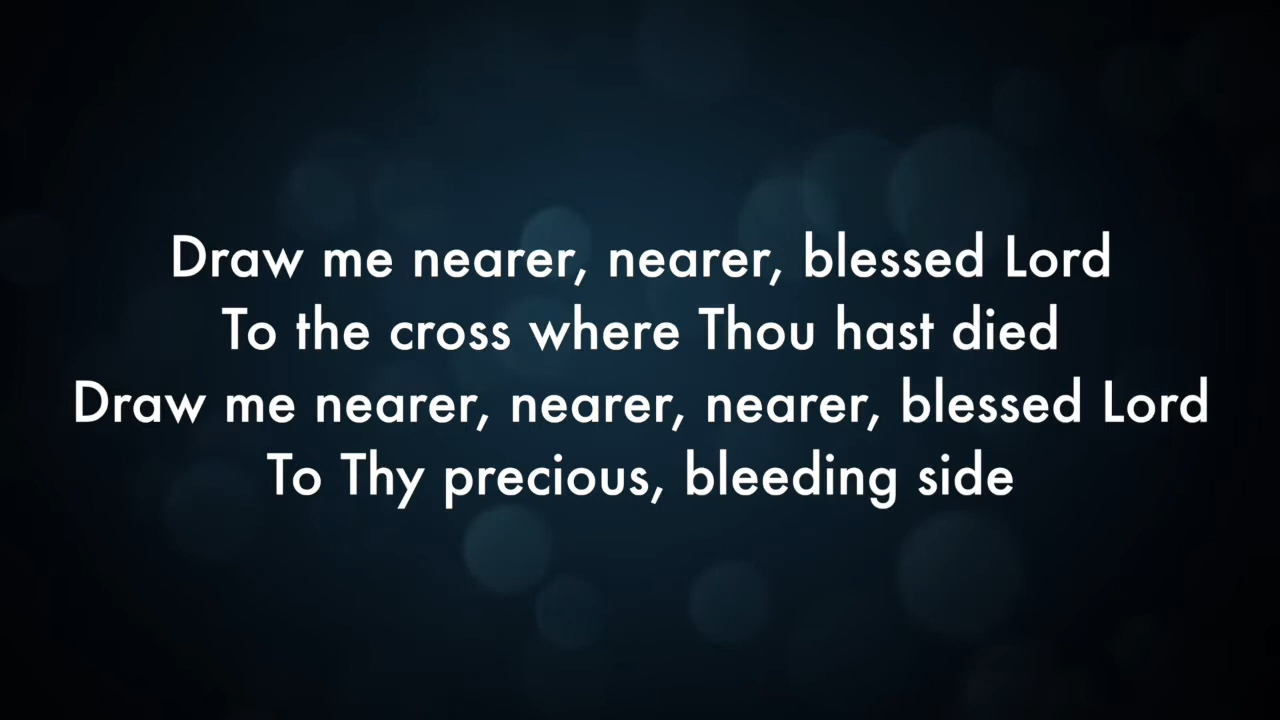 Draw me nearer, nearer, blessed Lord
To the cross where Thou hast died
Draw me nearer, nearer, nearer, blessed Lord
To Thy precious, bleeding side